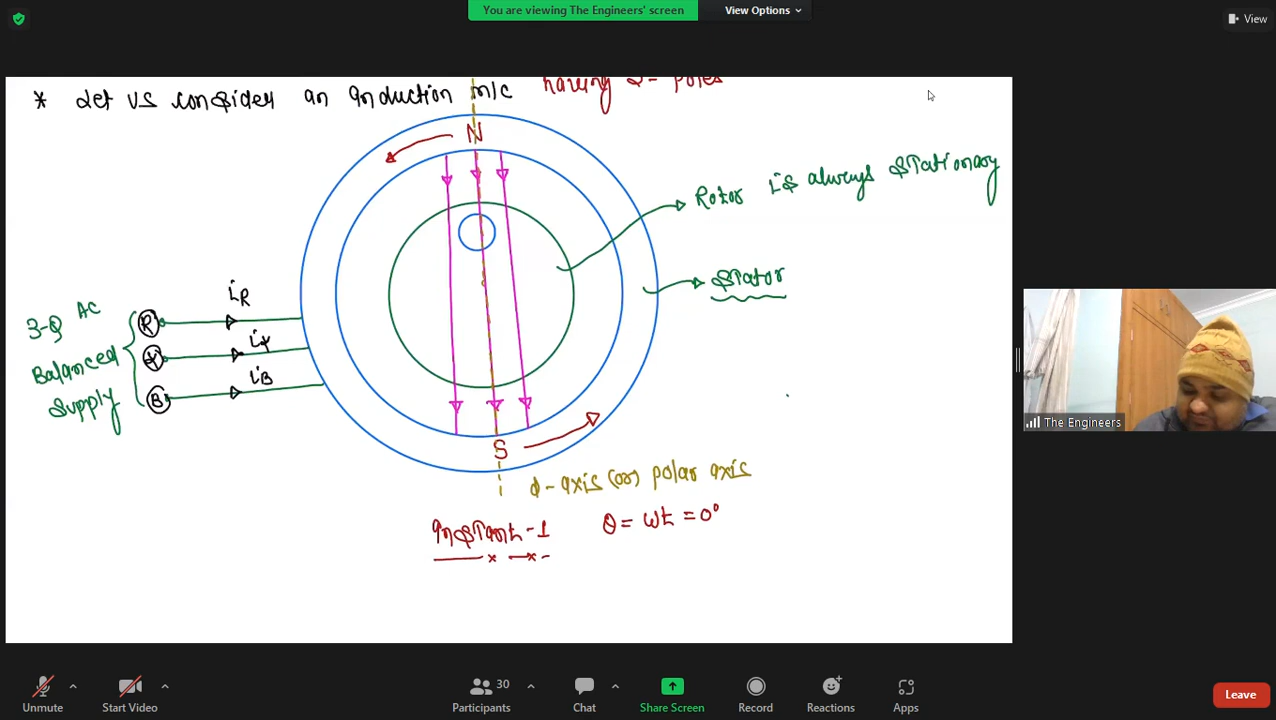 You are viewing The Engineers' screen
View Options
View
* Let us consider an Induction m/c having 2- poles
N
Rotor is always stationary
Stator
3-Φ AC
Balanced
Supply
R
Y
B
iR
iY
iB
S
d-axis (or) polar axis
Instant-1 θ = ωt = 0°
The Engineers
Unmute
Start Video
30
Participants
Chat
Share Screen
Record
Reactions
Apps
Leave